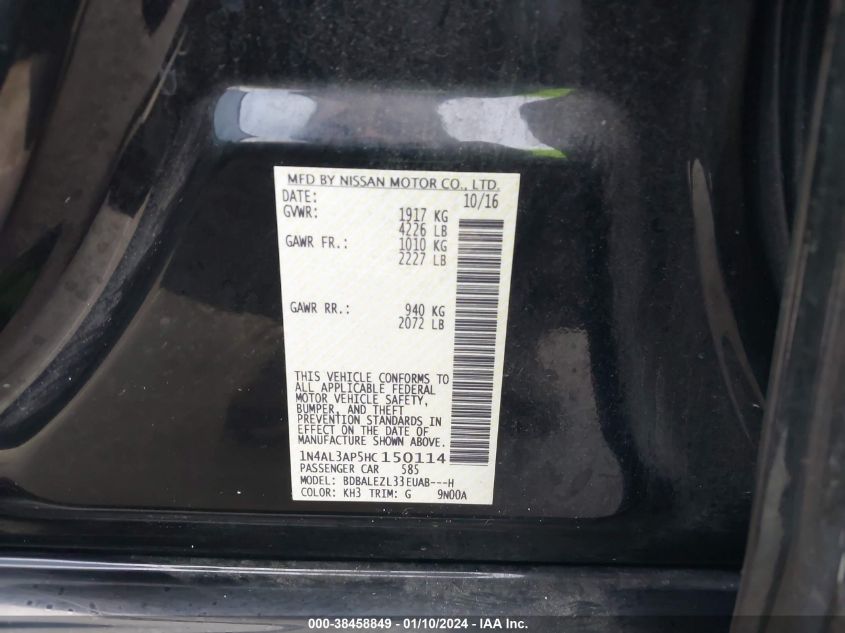 MFD BY NISSAN MOTOR CO., LTD.
DATE: 10/16
GVWR: 1917 KG
4226 LB
GAWR FR.: 1010 KG
2227 LB
GAWR RR.: 940 KG
2072 LB
THIS VEHICLE CONFORMS TO
ALL APPLICABLE FEDERAL
MOTOR VEHICLE SAFETY,
BUMPER, AND THEFT
PREVENTION STANDARDS IN
EFFECT ON THE DATE OF
MANUFACTURE SHOWN ABOVE.
1N4AL3AP5HC150114
PASSENGER CAR 585
MODEL: BDBALEZL33EUAB---H
COLOR: KH3 TRIM: G 9N00A
000-38458849 - 01/10/2024 - IAA Inc.